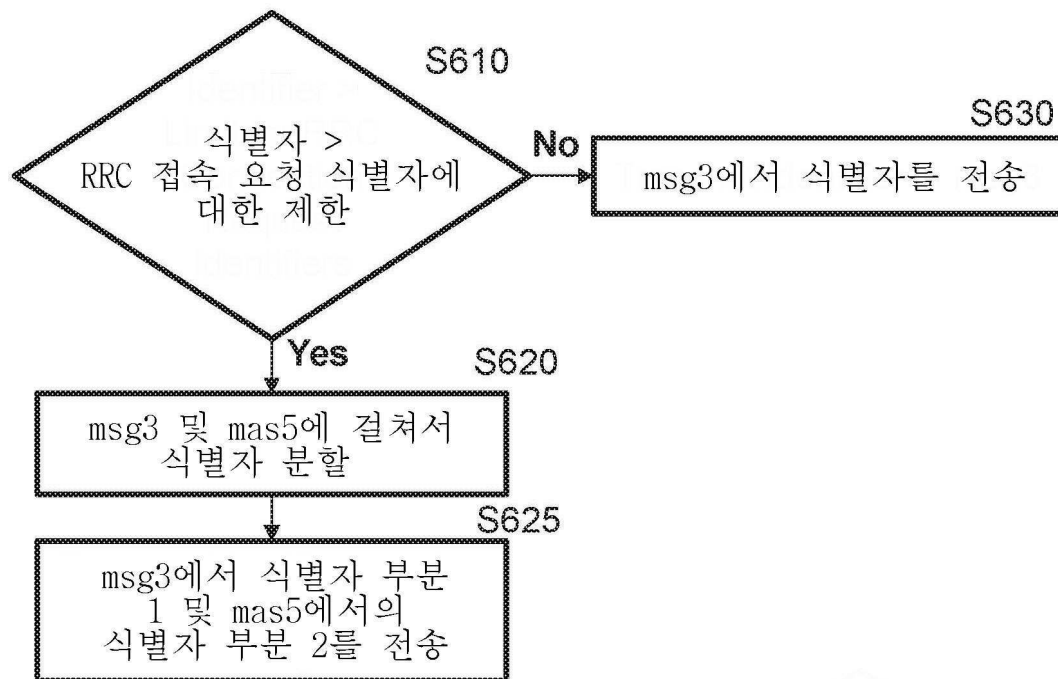 S610
식별자 >
RRC 접속 요청 식별자에
대한 제한
No
S630
msg3에서 식별자를 전송
Yes
S620
msg3 및 mas5에 걸쳐서
식별자 분할
S625
msg3에서 식별자 부분
1 및 mas5에서의
식별자 부분 2를 전송